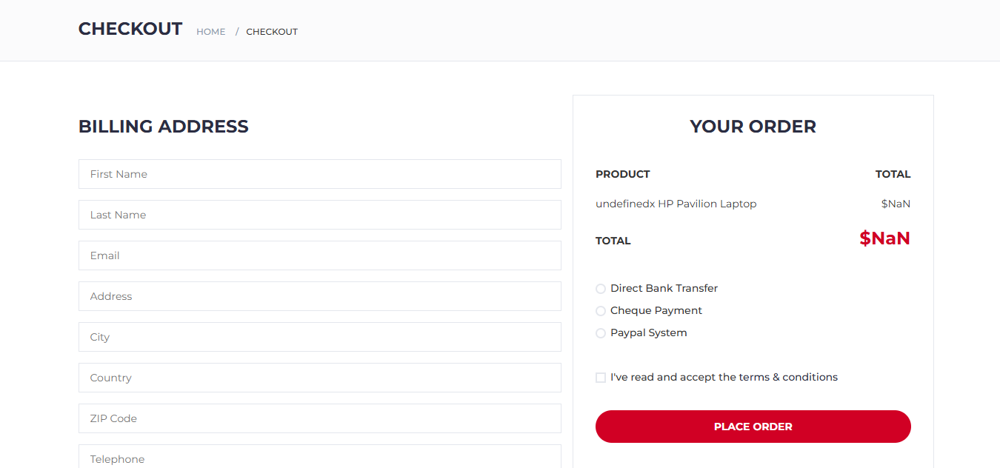 CHECKOUT HOME / CHECKOUT
BILLING ADDRESS
First Name
Last Name
Email
Address
City
Country
ZIP Code
Telephone
YOUR ORDER
PRODUCT TOTAL
undefinedx HP Pavilion Laptop $NaN
TOTAL $NaN
Direct Bank Transfer
Cheque Payment
Paypal System
I've read and accept the terms & conditions
PLACE ORDER